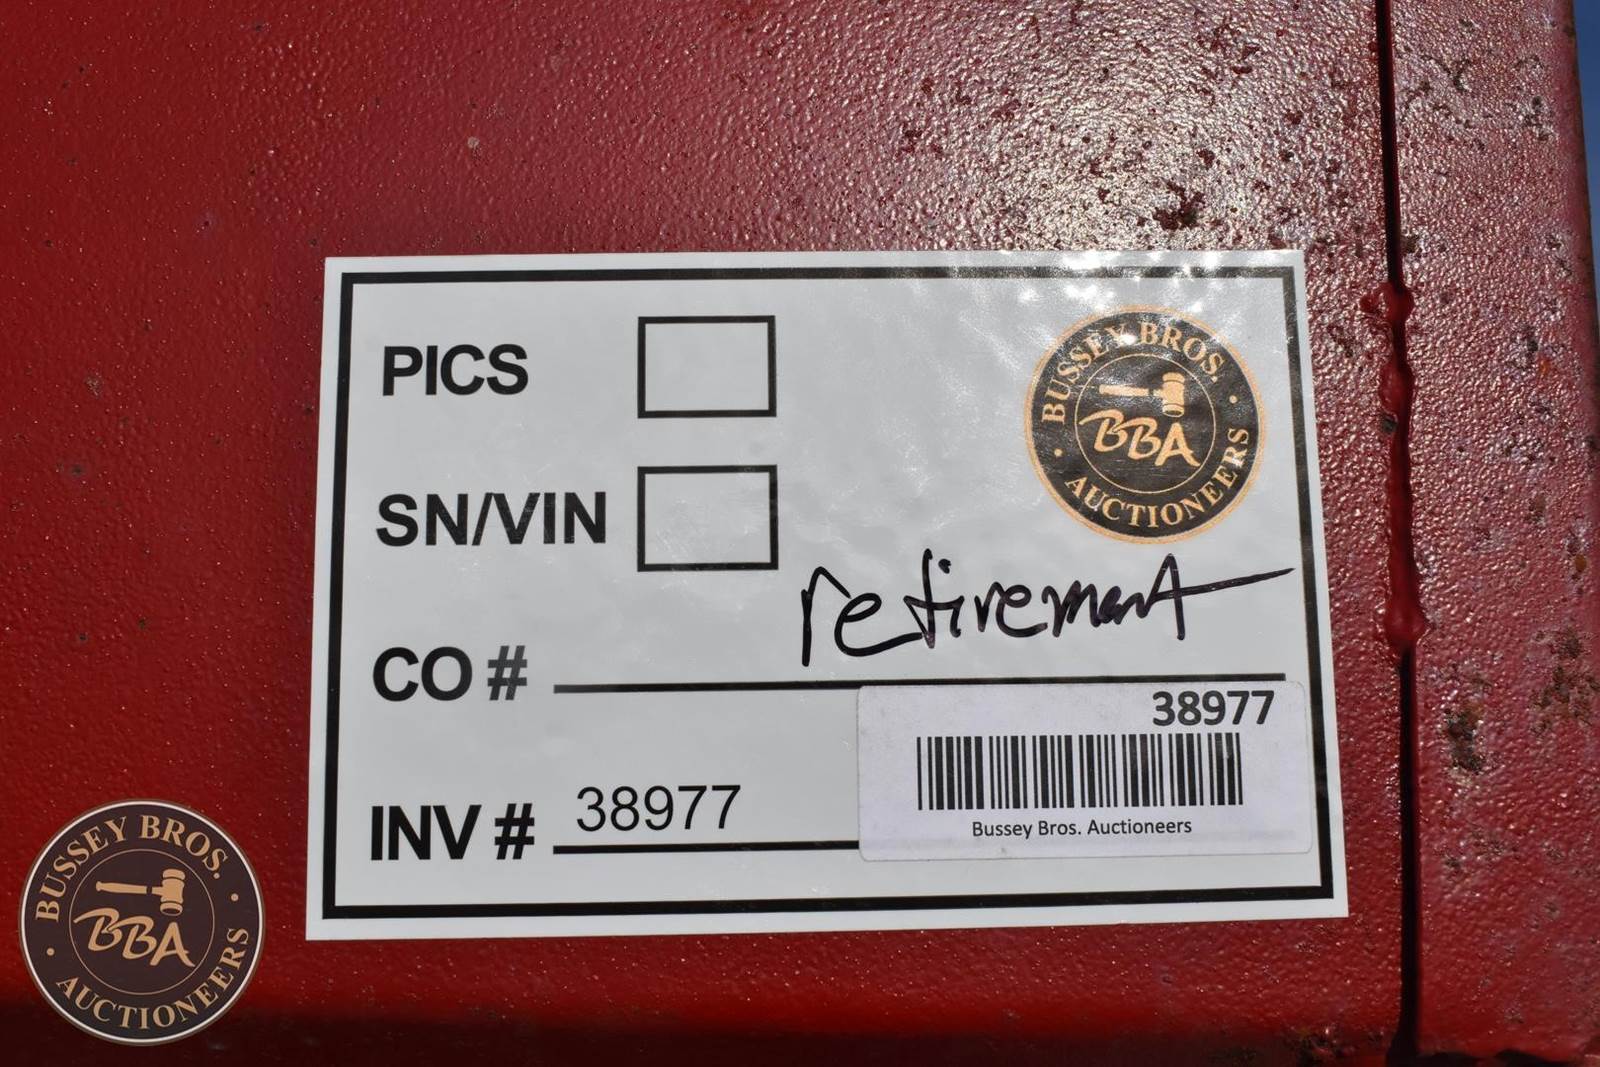 PICS
BUSSEY BROS.
BBA
AUCTIONEERS
SN/VIN
retirement
CO #
38977
INV # 38977
Bussey Bros. Auctioneers
BUSSEY BROS.
BBA
AUCTIONEERS